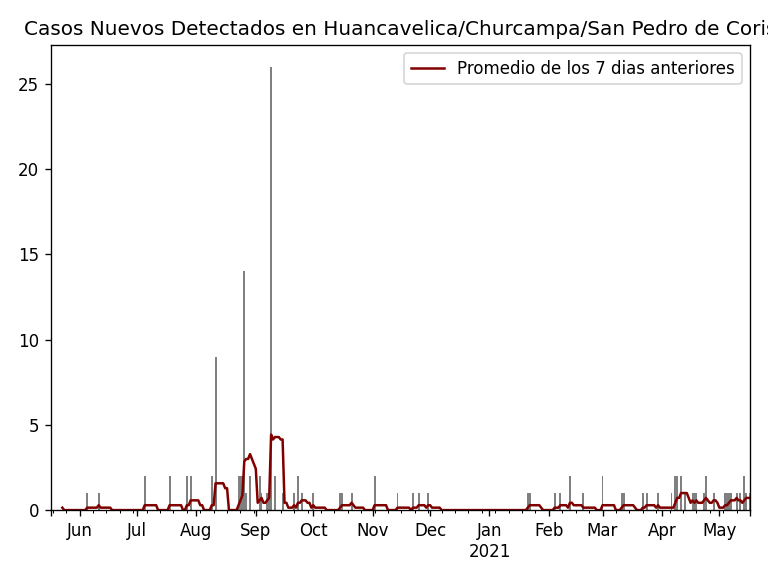 Casos Nuevos Detectados en Huancavelica/Churcampa/San Pedro de Coris
Promedio de los 7 dias anteriores
25
20
15
10
5
0
Jun Jul Aug Sep Oct Nov Dec Jan Feb Mar Apr May
2021